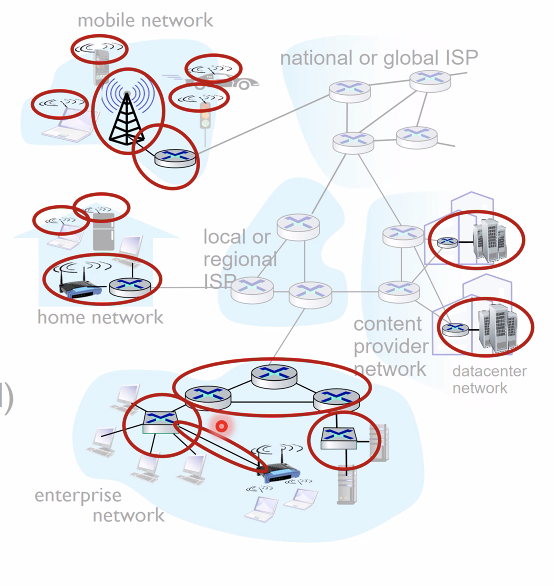 mobile network
national or global ISP
local or
regional
ISP
home network
content
provider
network
datacenter
network
enterprise
network